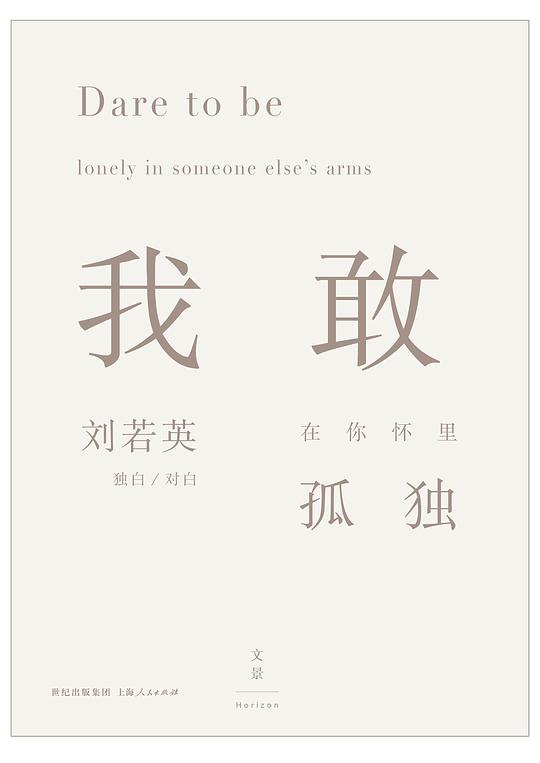 Dare to be
lonely in someone else's arms
我 敢
刘若英
独白 / 对白
在你怀里
孤独
文景
Horizon
世纪出版集团 上海人民出版社